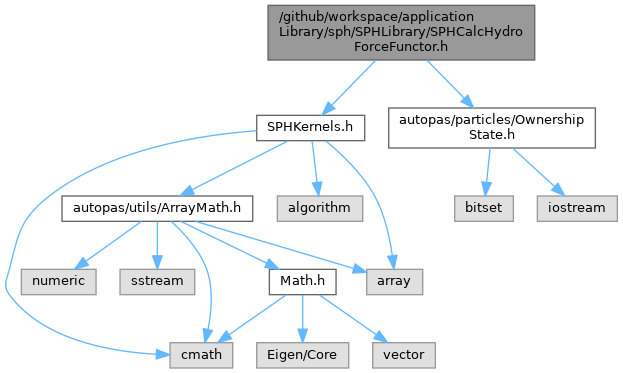 /github/workspace/application
Library/sph/SPHLibrary/SPHCalcHydro
ForceFunctor.h
SPHKernels.h
autopas/particles/Ownership
State.h
autopas/utils/ArrayMath.h
algorithm
bitset
iostream
numeric
sstream
Math.h
array
cmath
Eigen/Core
vector